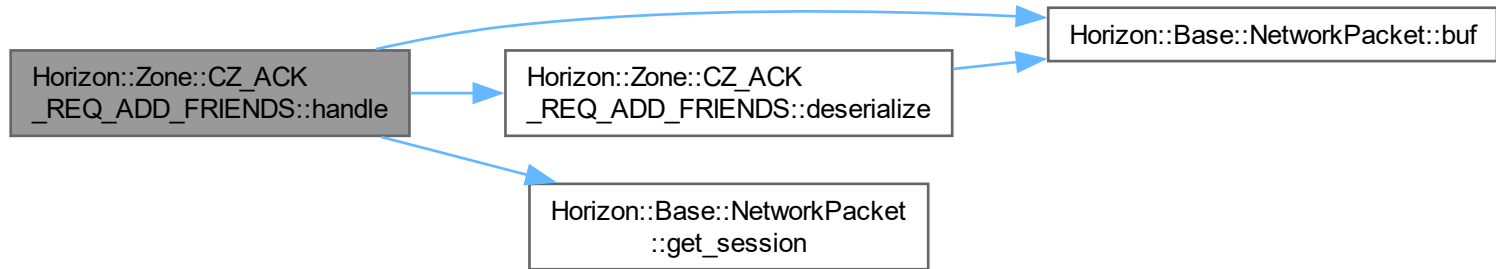 Horizon::Zone::CZ_ACK
_REQ_ADD_FRIENDS::handle
Horizon::Zone::CZ_ACK
_REQ_ADD_FRIENDS::deserialize
Horizon::Base::NetworkPacket::buf
Horizon::Base::NetworkPacket
::get_session